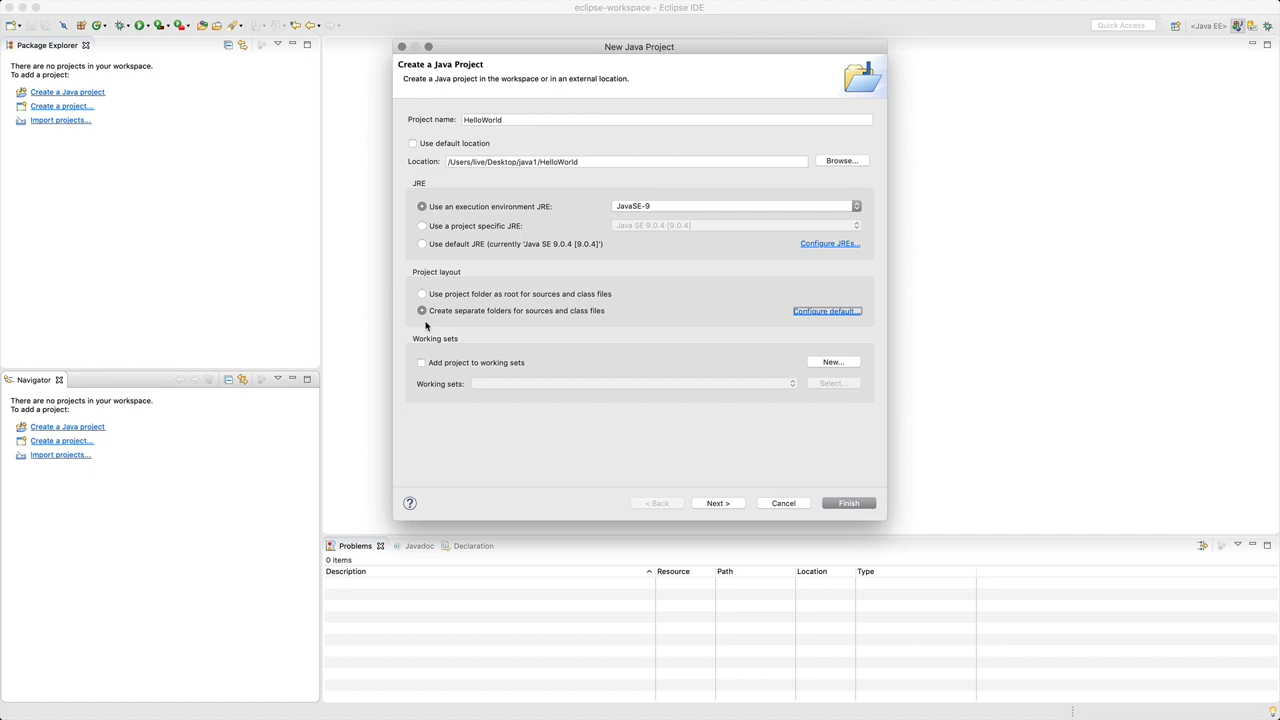 eclipse-workspace - Eclipse IDE
Quick Access
<Java EE>
Package Explorer
There are no projects in your workspace.
To add a project:
Create a Java project
Create a project...
Import projects...
Navigator
There are no projects in your workspace.
To add a project:
Create a Java project
Create a project...
Import projects...
New Java Project
Create a Java Project
Create a Java project in the workspace or in an external location.
Project name: HelloWorld
Use default location
Location: /Users/live/Desktop/java1/HelloWorld Browse...
JRE
Use an execution environment JRE: JavaSE-9
Use a project specific JRE: Java SE 9.0.4 [9.0.4]
Use default JRE (currently 'Java SE 9.0.4 [9.0.4]') Configure JREs...
Project layout
Use project folder as root for sources and class files
Create separate folders for sources and class files Configure default...
Working sets
Add project to working sets New...
Working sets: Select...
? < Back Next > Cancel Finish
Problems @ Javadoc Declaration
0 items
Description Resource Path Location Type